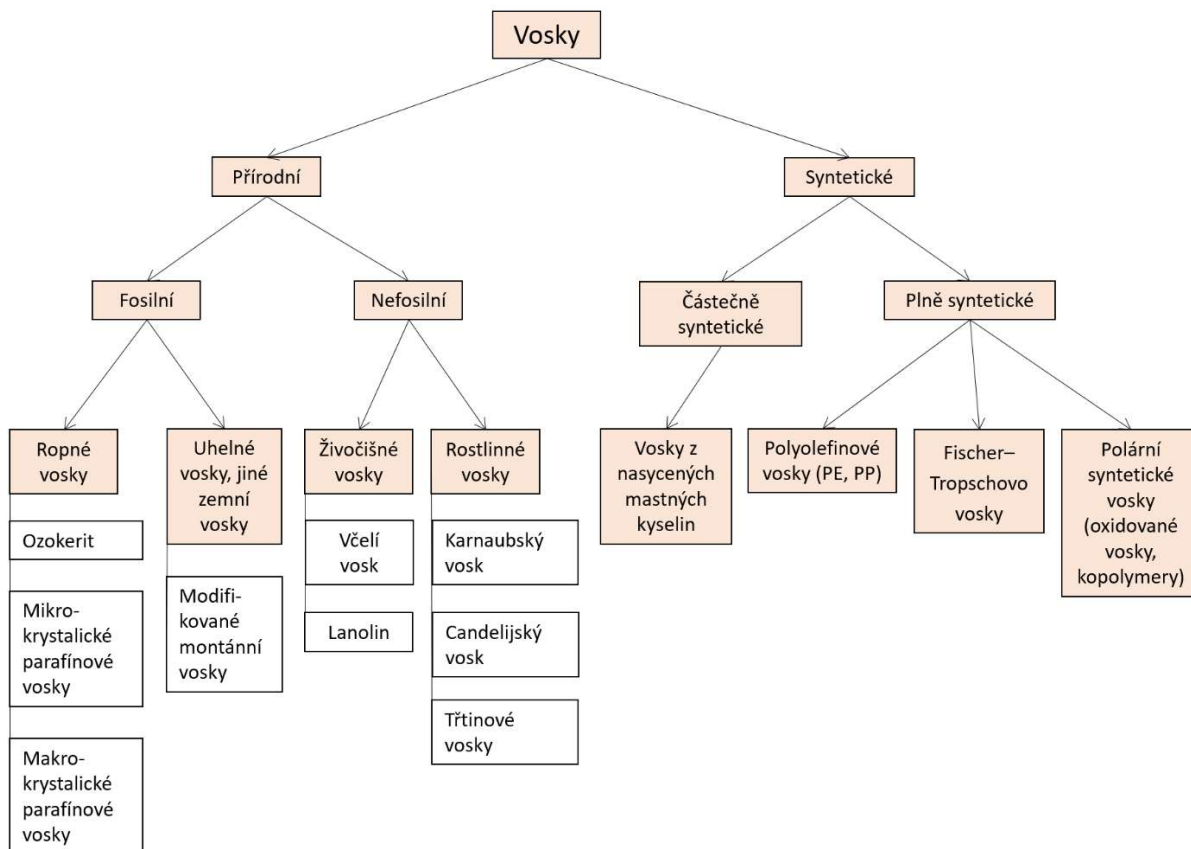 Vosky
Přírodní
Syntetické
Fosilní
Nefosilní
Částečně
syntetické
Plně syntetické
Ropné
vosky
Uhelné
vosky, jiné
zemní
vosky
Živočišné
vosky
Rostlinné
vosky
Vosky z
nasycených
mastných
kyselin
Polyolefinové
vosky (PE, PP)
Fischer–
Tropschovo
vosky
Polární
syntetické
vosky
(oxidované
vosky,
kopolymery)
Ozokerit
Mikro-
krystalické
parafínové
vosky
Makro-
krystalické
parafínové
vosky
Modifi-
kované
montánní
vosky
Včelí
vosk
Lanolin
Karnaubský
vosk
Candelijský
vosk
Třtinové
vosky